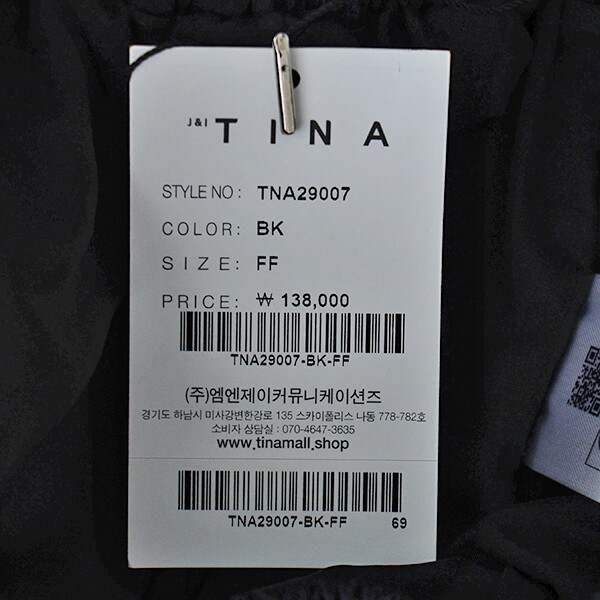 J&I TINA
STYLE NO : TNA29007
COLOR: BK
SIZE: FF
PRICE: ₩ 138,000
TNA29007-BK-FF
(주)엠엔제이커뮤니케이션즈
경기도 하남시 미사강변한강로 135 스카이폴리스 나동 778-782호
소비자 상담실 : 070-4647-3635
www.tinamall.shop
TNA29007-BK-FF 69